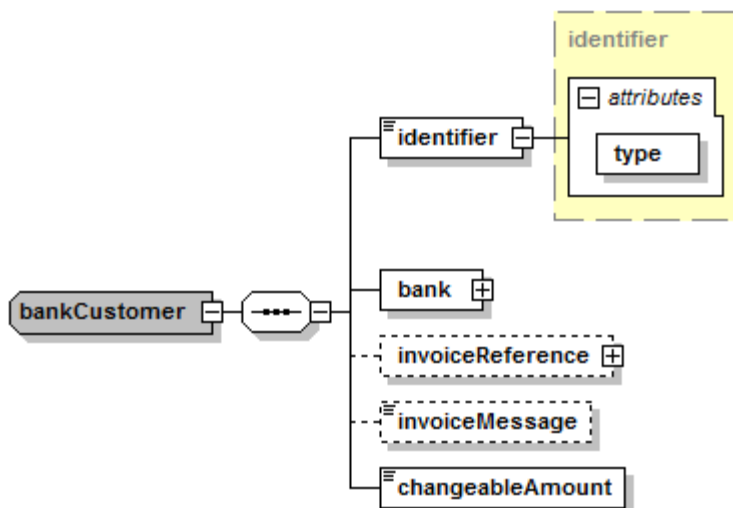 identifier
attributes
identifier
type
bank
bankCustomer
invoiceReference
invoiceMessage
changeableAmount